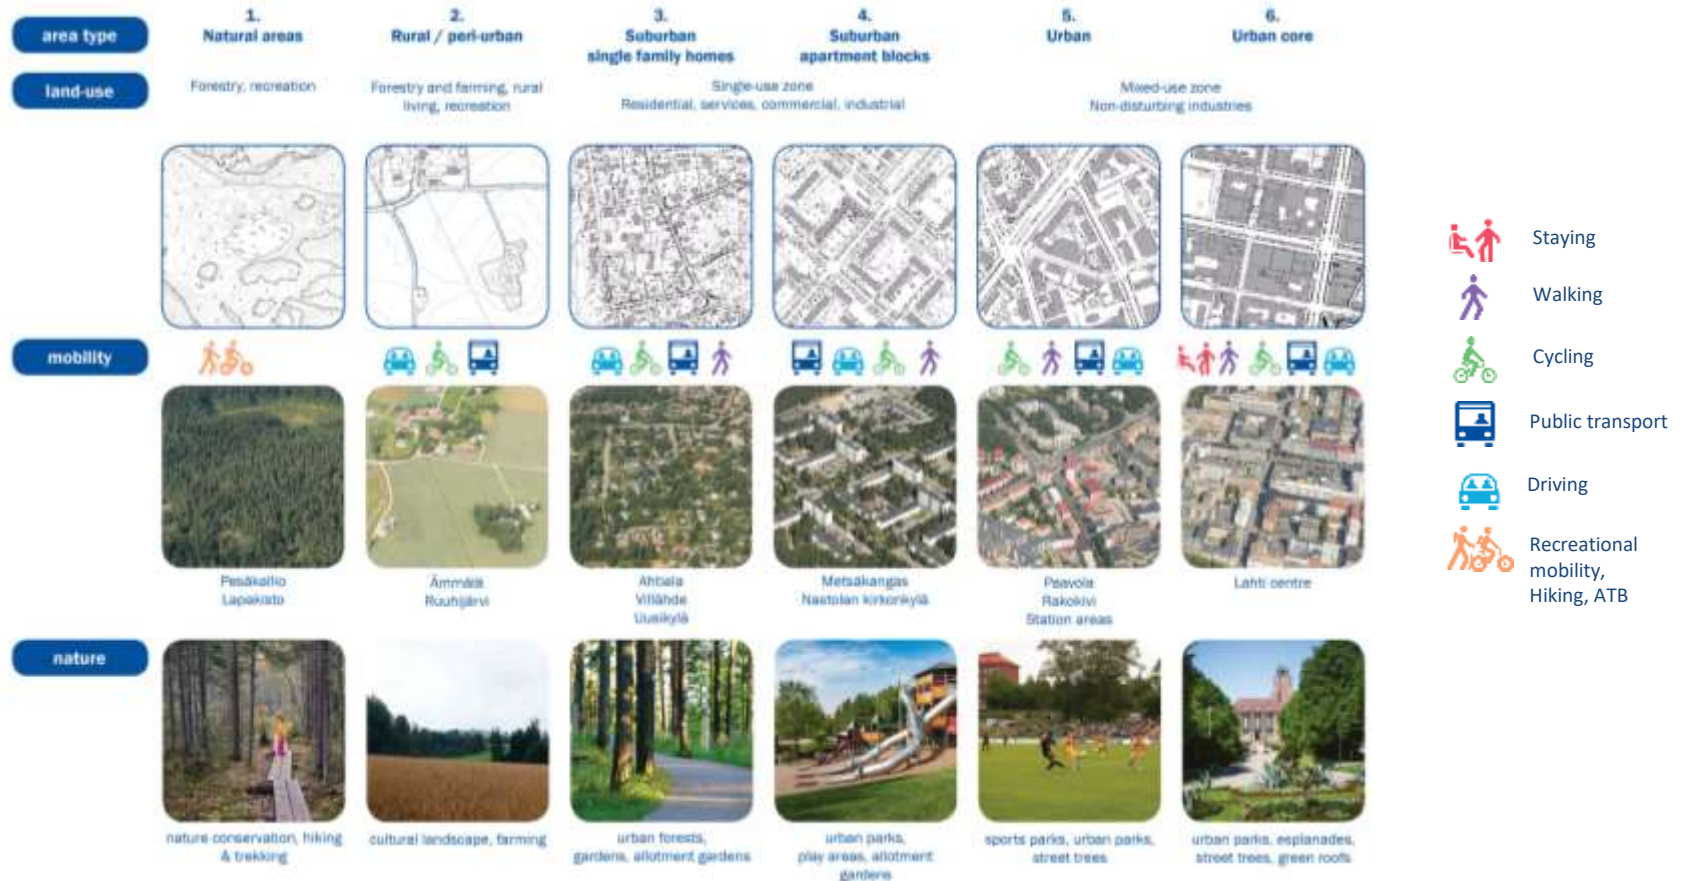 area type
1.
Natural areas
2.
Rural / peri-urban
3.
Suburban
single family homes
4.
Suburban
apartment blocks
5.
Urban
6.
Urban core
land-use
Forestry, recreation
Forestry and farming, rural
living, recreation
Single-use zone
Residential, services, commercial, industrial
Mixed-use zone
Non-disturbing industries
mobility
Pesäkallio
Lapakisto
Ämmälä
Ruuhijärvi
Ahtiala
Villähde
Uusikylä
Metsäkangas
Nastolan kirkonkylä
Paavola
Rakokivi
Station areas
Lahti centre
nature
nature conservation, hiking
& trekking
cultural landscape, farming
urban forests,
gardens, allotment gardens
urban parks,
play areas, allotment
gardens
sports parks, urban parks,
street trees
urban parks, esplanades,
street trees, green roofs
Staying
Walking
Cycling
Public transport
Driving
Recreational
mobility,
Hiking, ATB